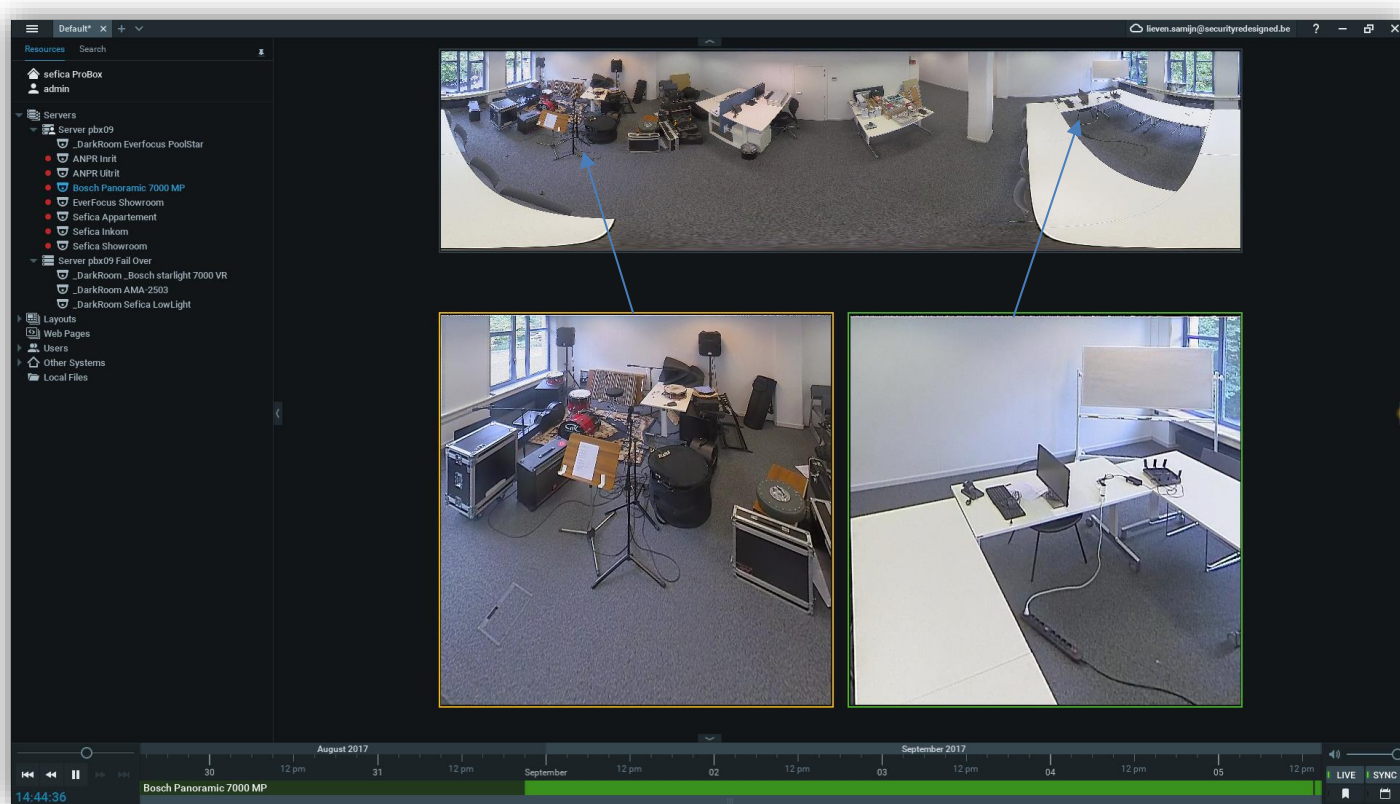 Default*
lieven.samijn@securityredesigned.be
?
Resources Search
sefica ProBox
admin
Servers
Server pbx09
_DarkRoom Everfocus PoolStar
ANPR Inrit
ANPR Uitrit
Bosch Panoramic 7000 MP
EverFocus Showroom
Sefica Appartement
Sefica Inkom
Sefica Showroom
Server pbx09 Fail Over
_DarkRoom _Bosch starlight 7000 VR
_DarkRoom AMA-2503
_DarkRoom Sefica LowLight
Layouts
Web Pages
Users
Other Systems
Local Files
August 2017 September 2017
30 12 pm 31 12 pm September 12 pm 02 12 pm 03 12 pm 04 12 pm 05 12 pm
LIVE SYNC
Bosch Panoramic 7000 MP
14:44:36